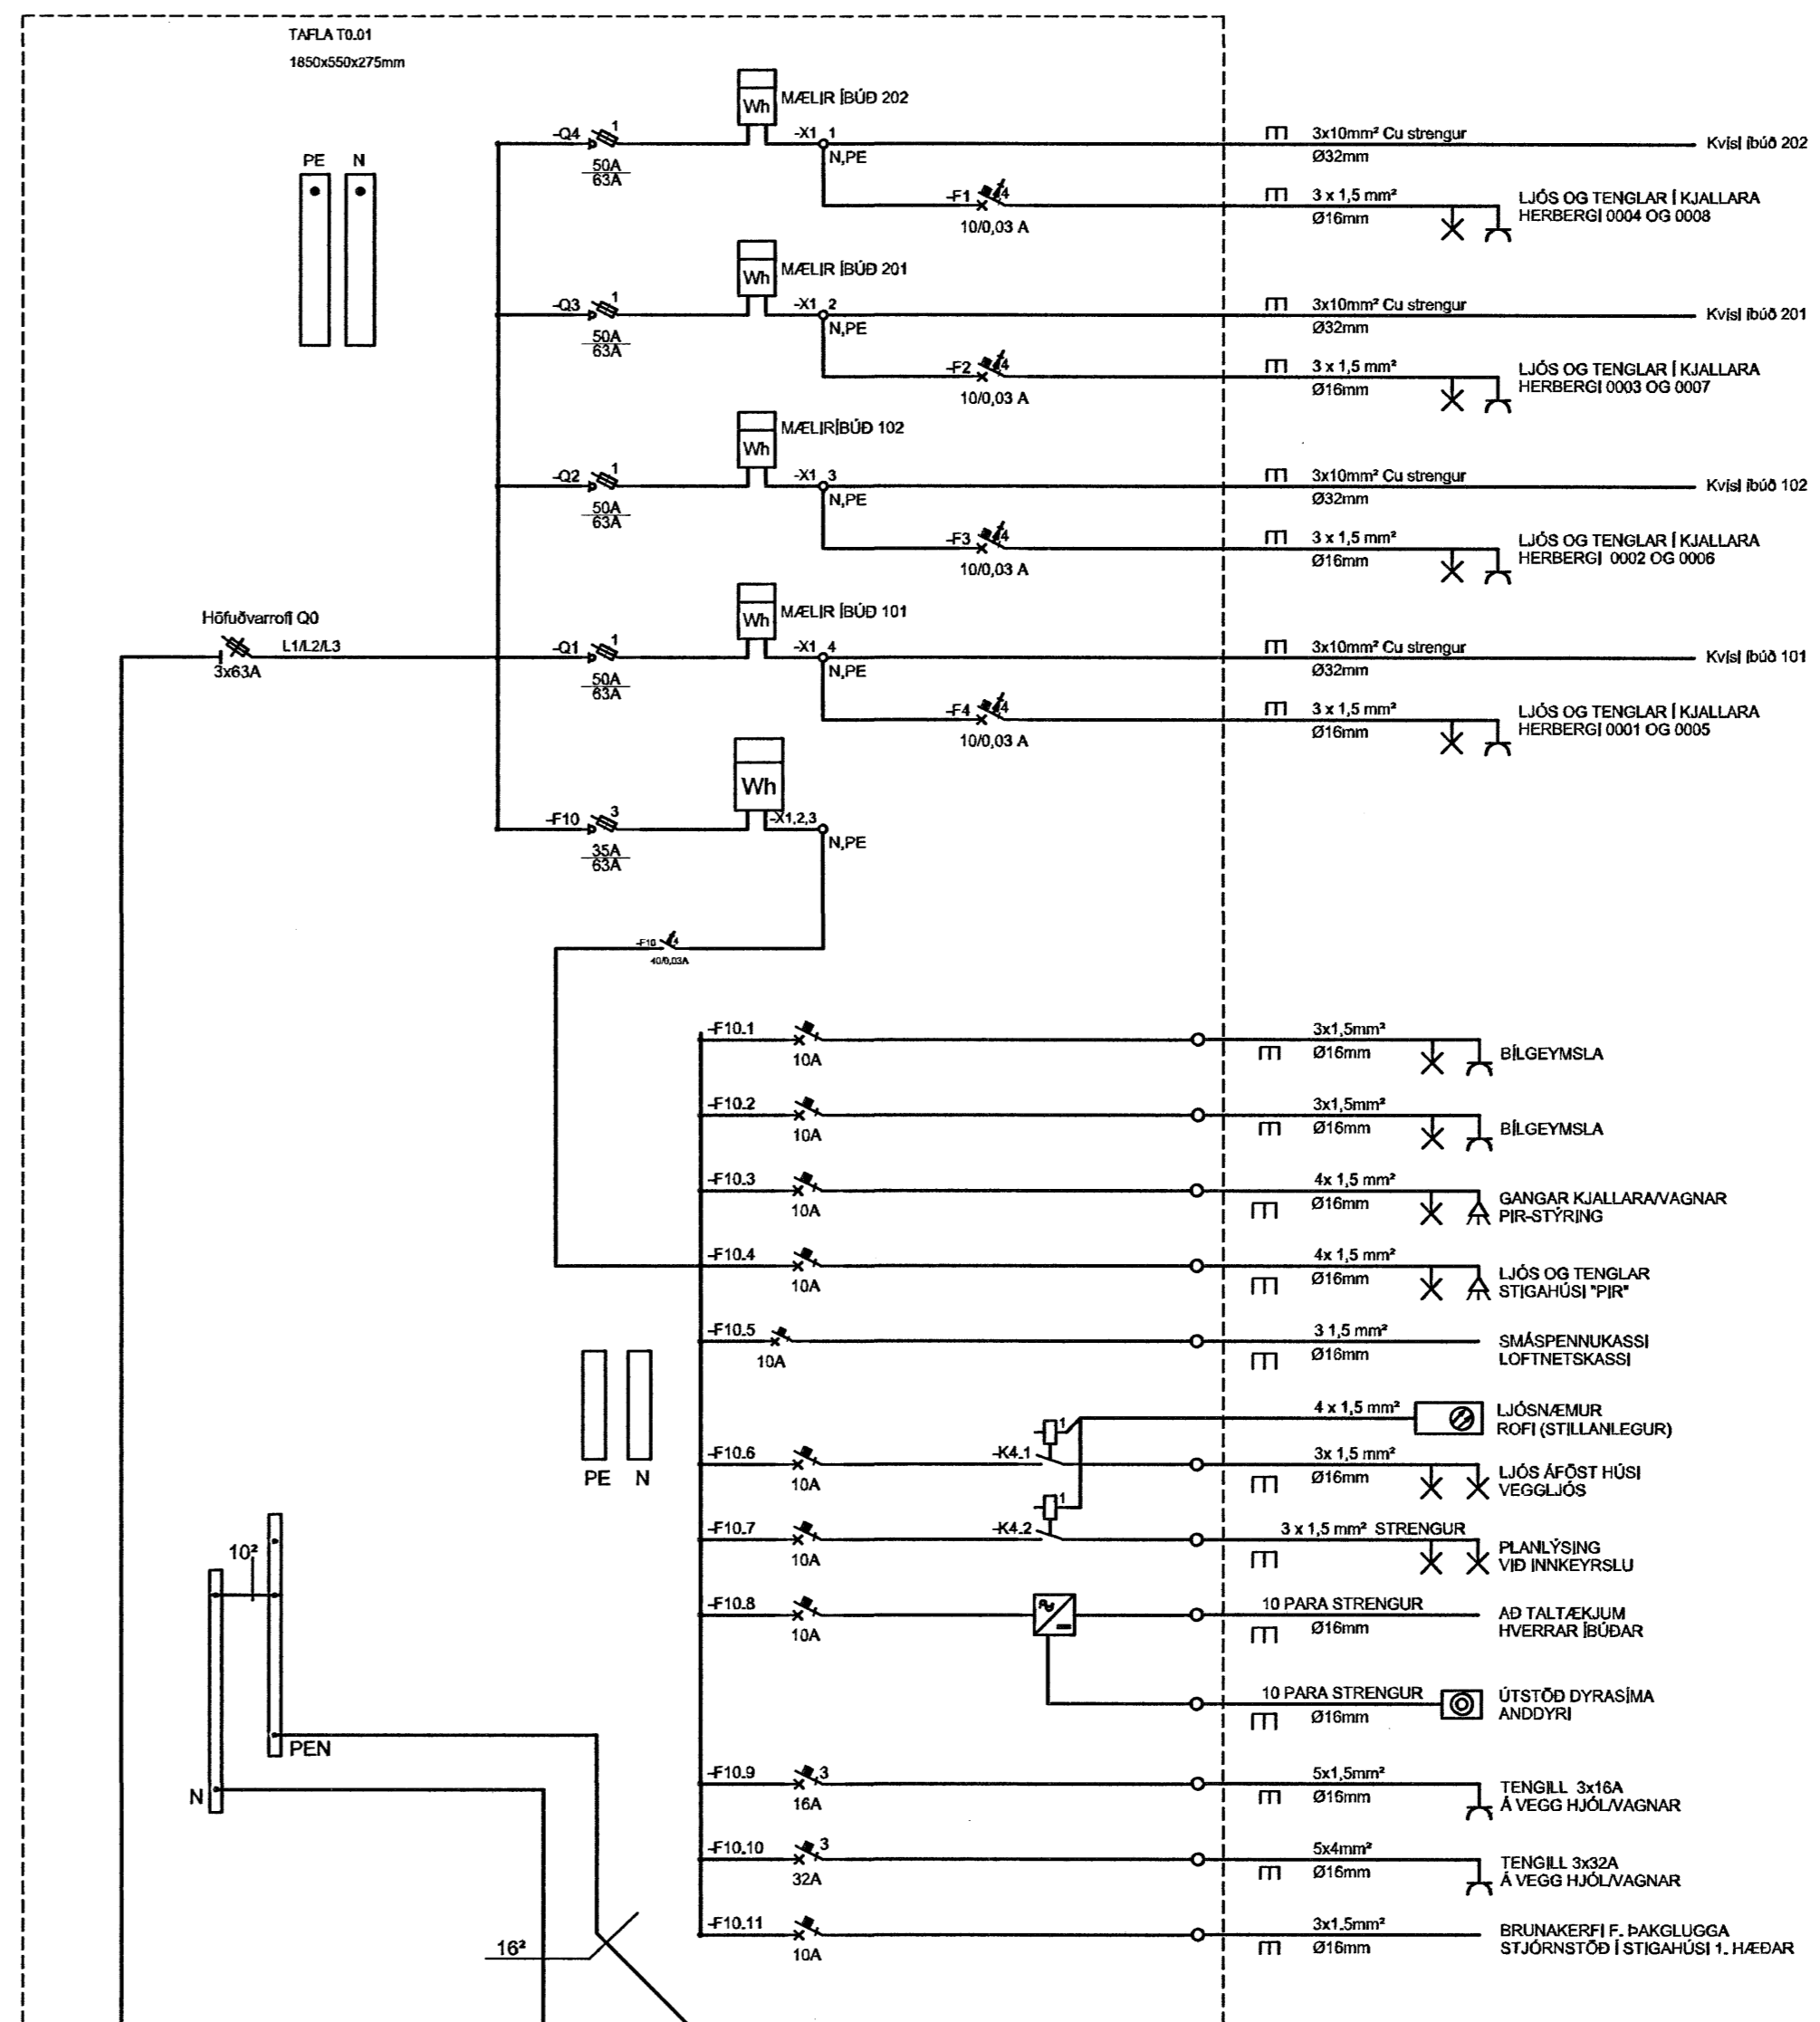 TAFLA T0.01
1850x550x275mm
PE N
Wh MÆLIR ÍBÚÐ 202
-Q4 1
50A
63A
-X1 1
N,PE
3x10mm² Cu strengur
Ø32mm
Kvísl íbúð 202
-F1 4
10/0,03 A
3 x 1,5 mm²
Ø16mm
LJÓS OG TENGLAR Í KJALLARA
HERBERGI 0004 OG 0008
Wh MÆLIR ÍBÚÐ 201
-Q3 1
50A
63A
-X1 2
N,PE
3x10mm² Cu strengur
Ø32mm
Kvísl íbúð 201
-F2 4
10/0,03 A
3 x 1,5 mm²
Ø16mm
LJÓS OG TENGLAR Í KJALLARA
HERBERGI 0003 OG 0007
Wh MÆLIRÍBÚÐ 102
-Q2 1
50A
63A
-X1 3
N,PE
3x10mm² Cu strengur
Ø32mm
Kvísl íbúð 102
-F3 4
10/0,03 A
3 x 1,5 mm²
Ø16mm
LJÓS OG TENGLAR Í KJALLARA
HERBERGI 0002 OG 0006
Höfuðvarrofi Q0
L1/L2/L3
3x63A
Wh MÆLIR ÍBÚÐ 101
-Q1 1
50A
63A
-X1 4
N,PE
3x10mm² Cu strengur
Ø32mm
Kvísl íbúð 101
-F4 4
10/0,03 A
3 x 1,5 mm²
Ø16mm
LJÓS OG TENGLAR Í KJALLARA
HERBERGI 0001 OG 0005
Wh
-F10 3
35A
63A
-X1,2,3
N,PE
-F10 4
40/0,03A
-F10.1
10A
3x1,5mm²
Ø16mm
BÍLGEYMSLA
-F10.2
10A
3x1,5mm²
Ø16mm
BÍLGEYMSLA
-F10.3
10A
4x 1,5 mm²
Ø16mm
GANGAR KJALLARA/VAGNAR
PIR-STÝRING
-F10.4
10A
4x 1,5 mm²
Ø16mm
LJÓS OG TENGLAR
STIGAHÚSI "PIR"
-F10.5
10A
3 1,5 mm²
Ø16mm
SMÁSPENNUKASSI
LOFTNETSKASSI
PE N
1
4 x 1,5 mm²
LJÓSNÆMUR
ROFI (STILLANLEGUR)
-F10.6
10A
-K4.1
3x 1,5 mm²
Ø16mm
LJÓS ÁFÖST HÚSI
VEGGLJÓS
1
-F10.7
10A
-K4.2
3 x 1,5 mm² STRENGUR
PLANLÝSING
VIÐ INNKEYRSLU
10²
-F10.8
10A
10 PARA STRENGUR
Ø16mm
AÐ TALTÆKJUM
HVERRAR ÍBÚÐAR
10 PARA STRENGUR
Ø16mm
ÚTSTÖÐ DYRASÍMA
ANDDYRI
PEN
N
-F10.9 3
16A
5x1,5mm²
Ø16mm
TENGILL 3x16A
Á VEGG HJÓL/VAGNAR
-F10.10 3
32A
5x4mm²
Ø16mm
TENGILL 3x32A
Á VEGG HJÓL/VAGNAR
-F10.11
10A
3x1.5mm²
Ø16mm
BRUNAKERFI F. ÞAKGLUGGA
STJÓRNSTÖÐ Í STIGAHÚSI 1. HÆÐAR
16²